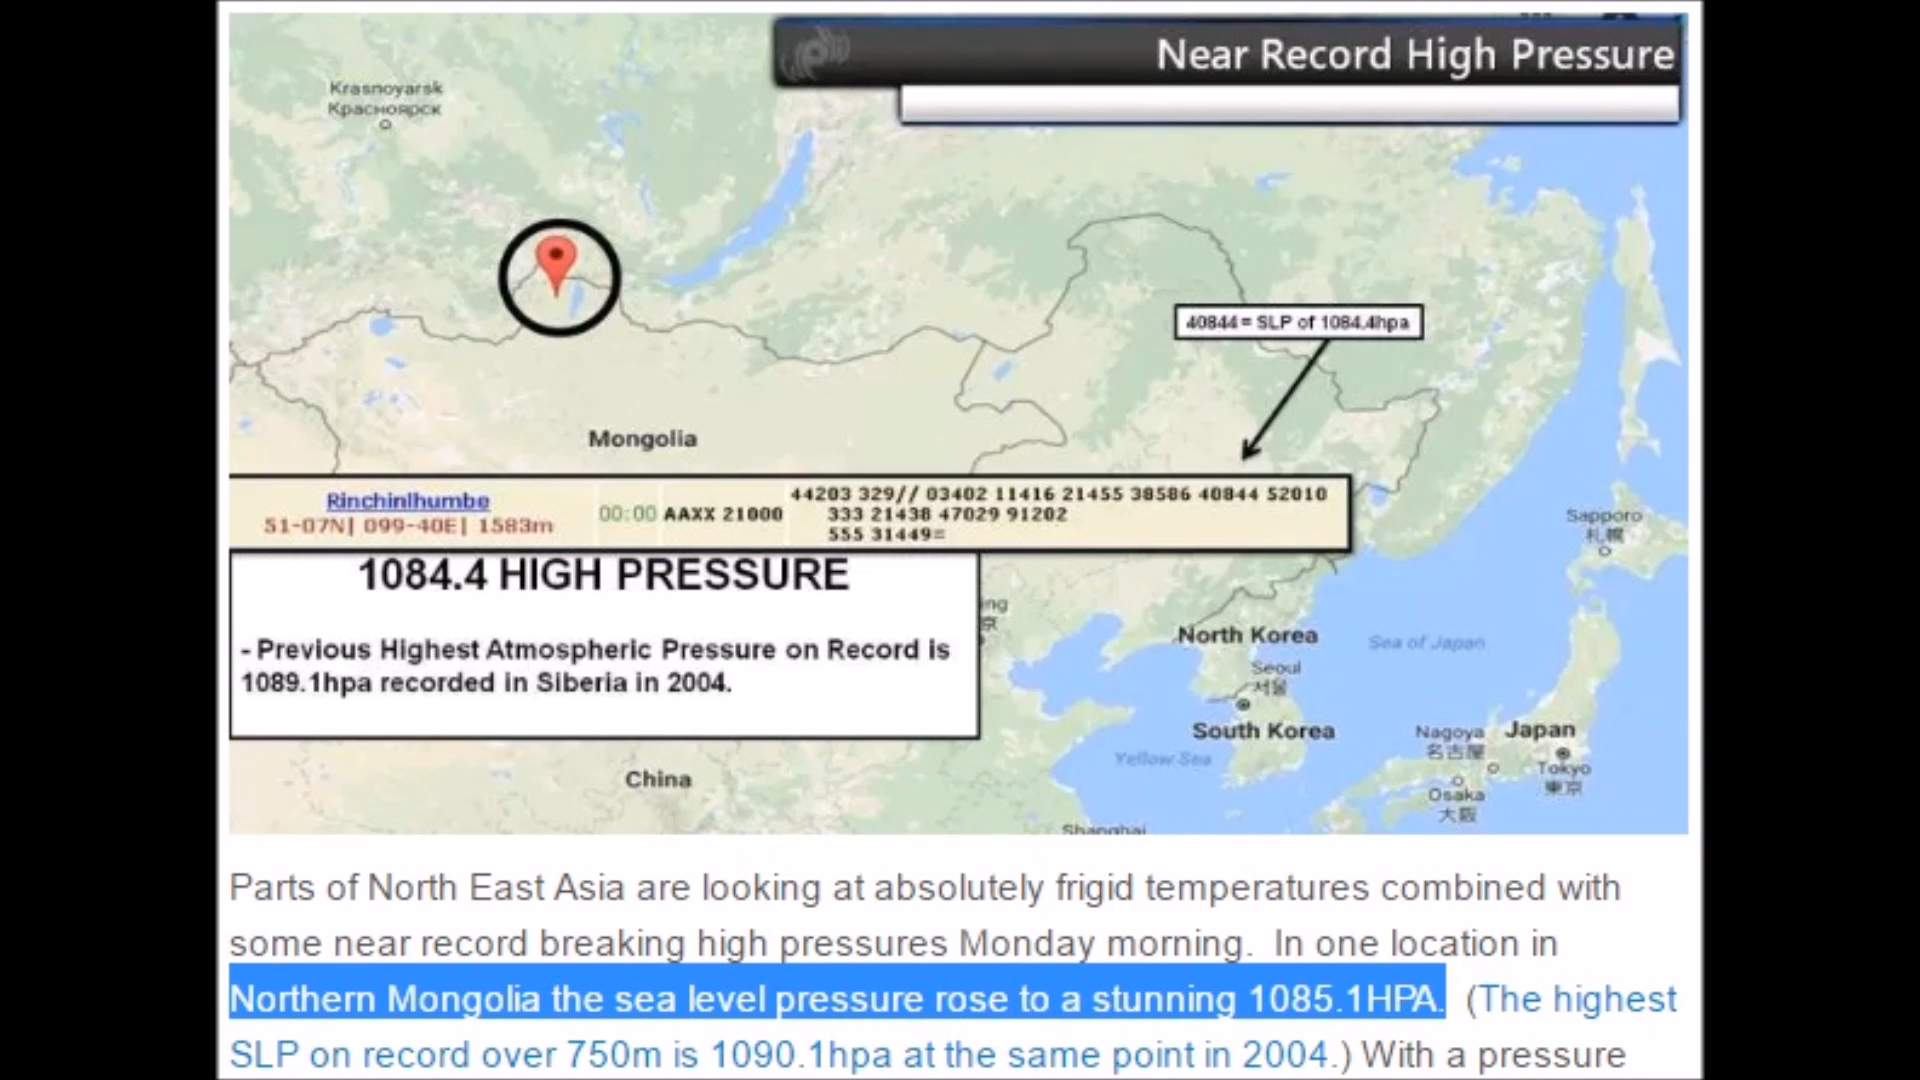 Near Record High Pressure
Krasnoyarsk
Красноярск
40844= SLP of 1084.4hpa
Mongolia
Rinchinlhumbe
51-07N| 099-40E| 1583m
00:00 AAXX 21000
44203 329// 03402 11416 21455 38586 40844 52010
333 21438 47029 91202
555 31449=
1084.4 HIGH PRESSURE
- Previous Highest Atmospheric Pressure on Record is
1089.1hpa recorded in Siberia in 2004.
Sapporo
札幌
North Korea
Sea of Japan
Seoul
서울
South Korea
Nagoya
名古屋
Japan
Yellow Sea
Tokyo
東京
China
Osaka
大阪
Shanghai
Parts of North East Asia are looking at absolutely frigid temperatures combined with
some near record breaking high pressures Monday morning. In one location in
Northern Mongolia the sea level pressure rose to a stunning 1085.1HPA. (The highest
SLP on record over 750m is 1090.1hpa at the same point in 2004.) With a pressure